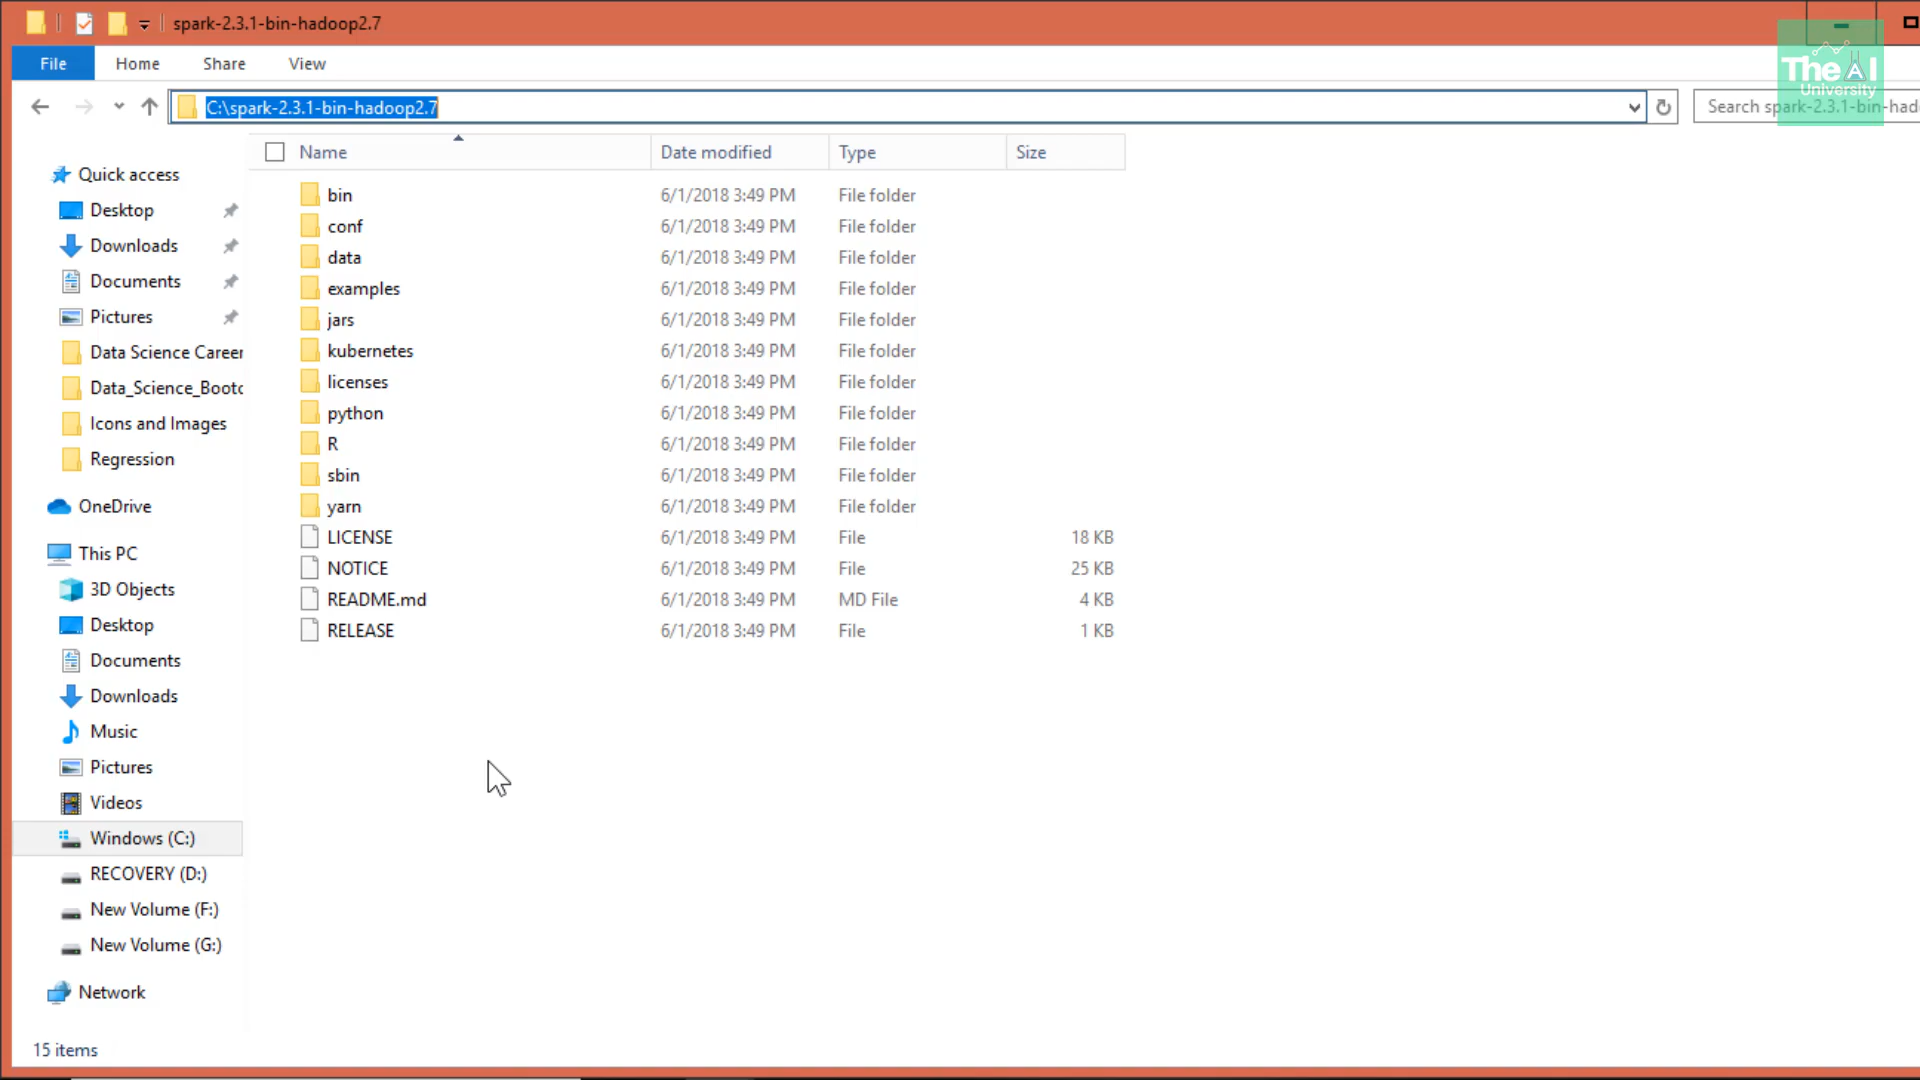 spark-2.3.1-bin-hadoop2.7
File Home Share View
The AI
University
C:\spark-2.3.1-bin-hadoop2.7
Search spark-2.3.1-bin-had
Name Date modified Type Size
Quick access
Desktop
Downloads
Documents
Pictures
Data Science Career
Data_Science_Bootc
Icons and Images
Regression
OneDrive
This PC
3D Objects
Desktop
Documents
Downloads
Music
Pictures
Videos
Windows (C:)
RECOVERY (D:)
New Volume (F:)
New Volume (G:)
Network
bin 6/1/2018 3:49 PM File folder
conf 6/1/2018 3:49 PM File folder
data 6/1/2018 3:49 PM File folder
examples 6/1/2018 3:49 PM File folder
jars 6/1/2018 3:49 PM File folder
kubernetes 6/1/2018 3:49 PM File folder
licenses 6/1/2018 3:49 PM File folder
python 6/1/2018 3:49 PM File folder
R 6/1/2018 3:49 PM File folder
sbin 6/1/2018 3:49 PM File folder
yarn 6/1/2018 3:49 PM File folder
LICENSE 6/1/2018 3:49 PM File 18 KB
NOTICE 6/1/2018 3:49 PM File 25 KB
README.md 6/1/2018 3:49 PM MD File 4 KB
RELEASE 6/1/2018 3:49 PM File 1 KB
15 items